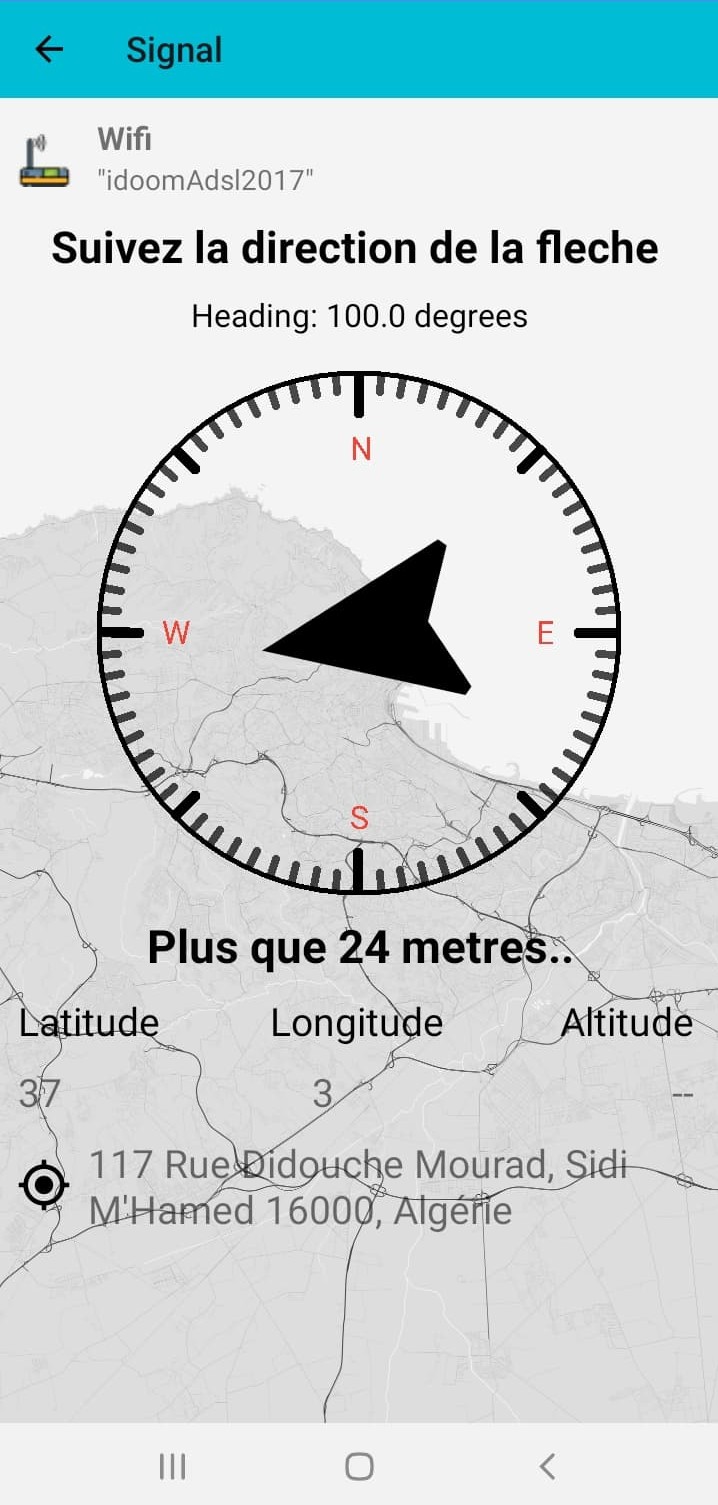 Signal
Wifi
"idoomAdsl2017"
Suivez la direction de la fleche
Heading: 100.0 degrees
N
W
E
S
Plus que 24 metres..
Latitude Longitude Altitude
37 3 --
117 Rue Didouche Mourad, Sidi
M'Hamed 16000, Algérie